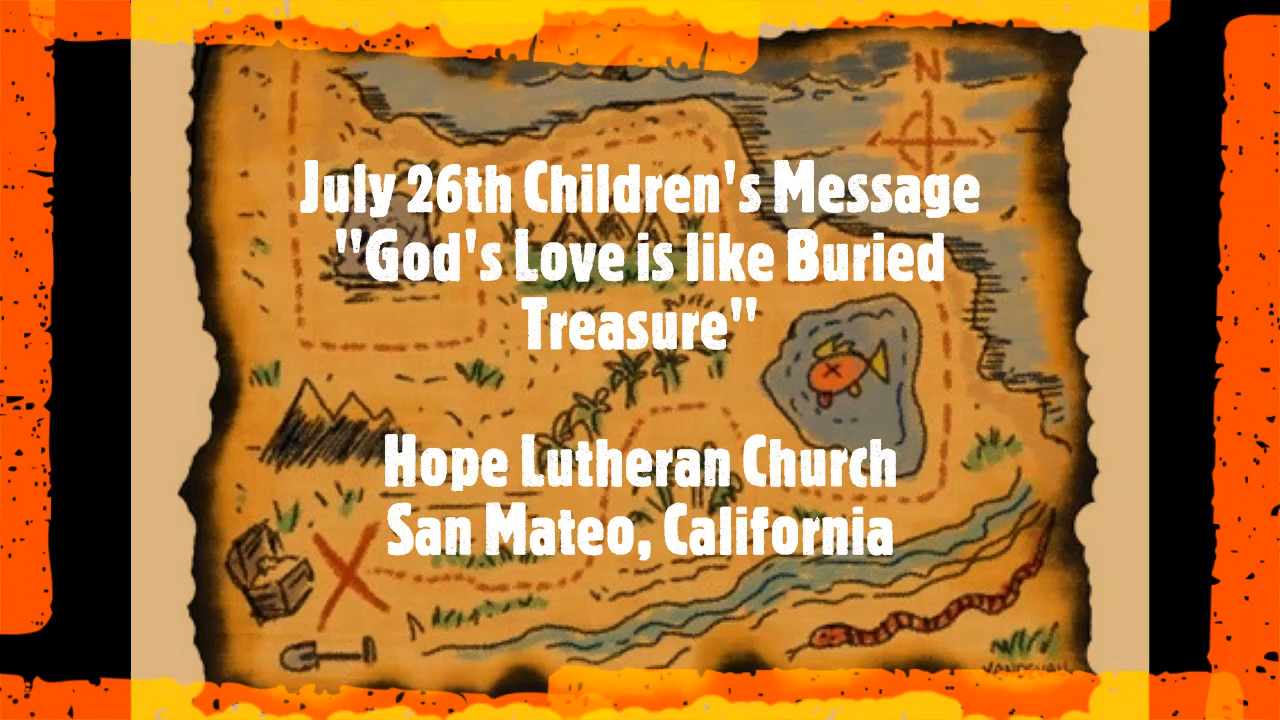 N
July 26th Children's Message
"God's Love is like Buried
Treasure"
Hope Lutheran Church
San Mateo, California